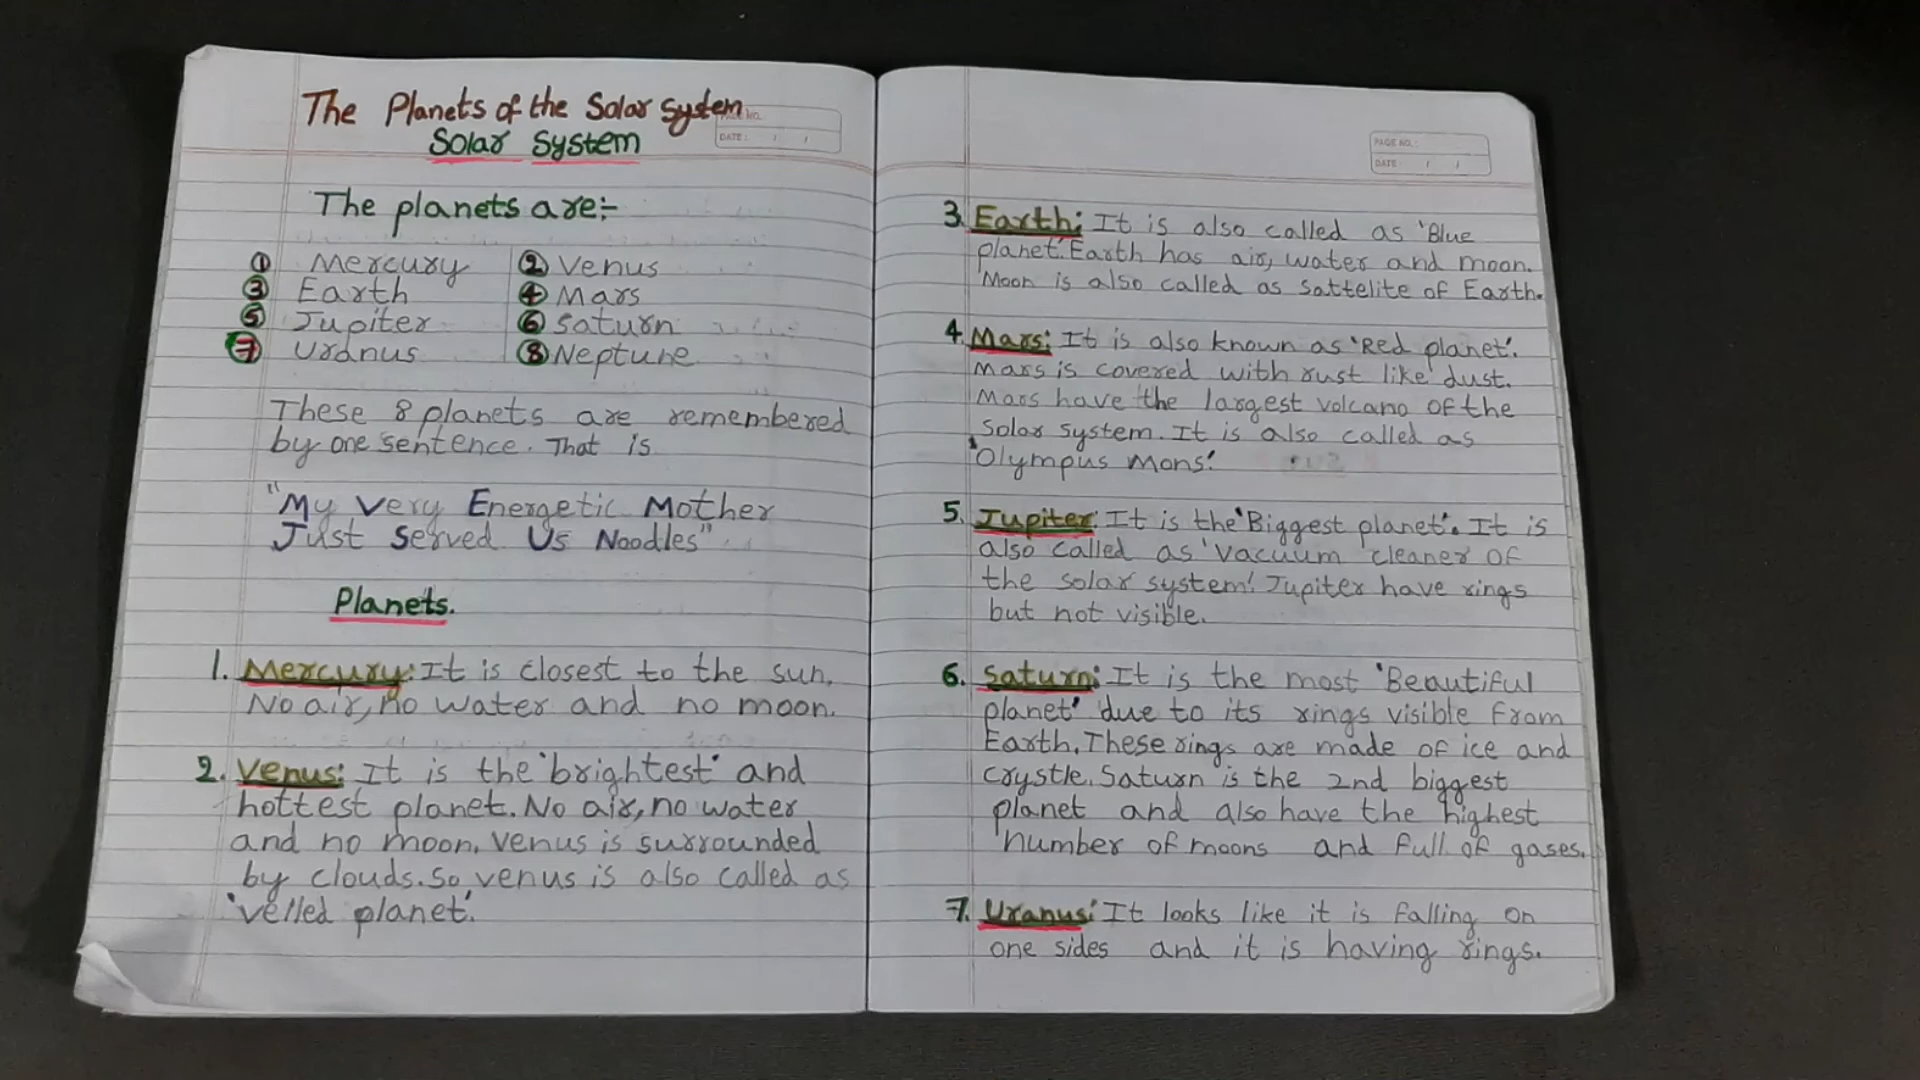 The Planets of the Solar System
Solar System
PAGE NO.
DATE: / /
The planets are:-
① Mercury ② Venus
③ Earth ④ Mars
⑤ Jupiter ⑥ Saturn
⑦ Uranus ⑧ Neptune
These 8 planets are remembered
by one sentence. That is
"My Very Energetic Mother
Just Served Us Noodles"
Planets.
1. Mercury: It is closest to the sun.
No air, no water and no moon.
2. Venus: It is the 'brightest' and
hottest planet. No air, no water
and no moon. Venus is surrounded
by clouds. So, venus is also called as
'velled planet'.
PAGE NO.:
DATE: / /
3. Earth: It is also called as 'Blue
planet'. Earth has air, water and moon.
Moon is also called as Sattelite of Earth.
4. Mars: It is also known as 'Red planet'.
Mars is covered with rust like dust.
Mars have the largest volcano of the
Solar system. It is also called as
'Olympus Mons'.
5. Jupiter: It is the 'Biggest planet'. It is
also called as 'vacuum cleaner of
the solar system'. Jupiter have rings
but not visible.
6. Saturn: It is the most 'Beautiful
planet' due to its rings visible from
Earth. These rings are made of ice and
crystle. Saturn is the 2nd biggest
planet and also have the highest
number of moons and full of gases.
7. Uranus: It looks like it is falling on
one sides and it is having rings.